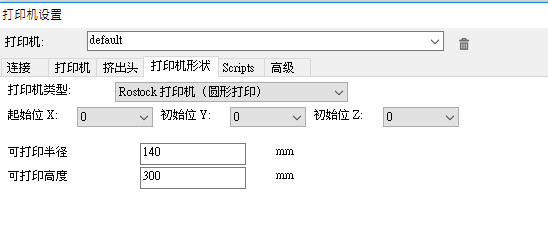 打印机设置
打印机: default
连接 打印机 挤出头 打印机形状 Scripts 高级
打印机类型: Rostock 打印机（圆形打印）
起始位 X: 0 初始位 Y: 0 初始位 Z: 0
可打印半径 140 mm
可打印高度 300 mm